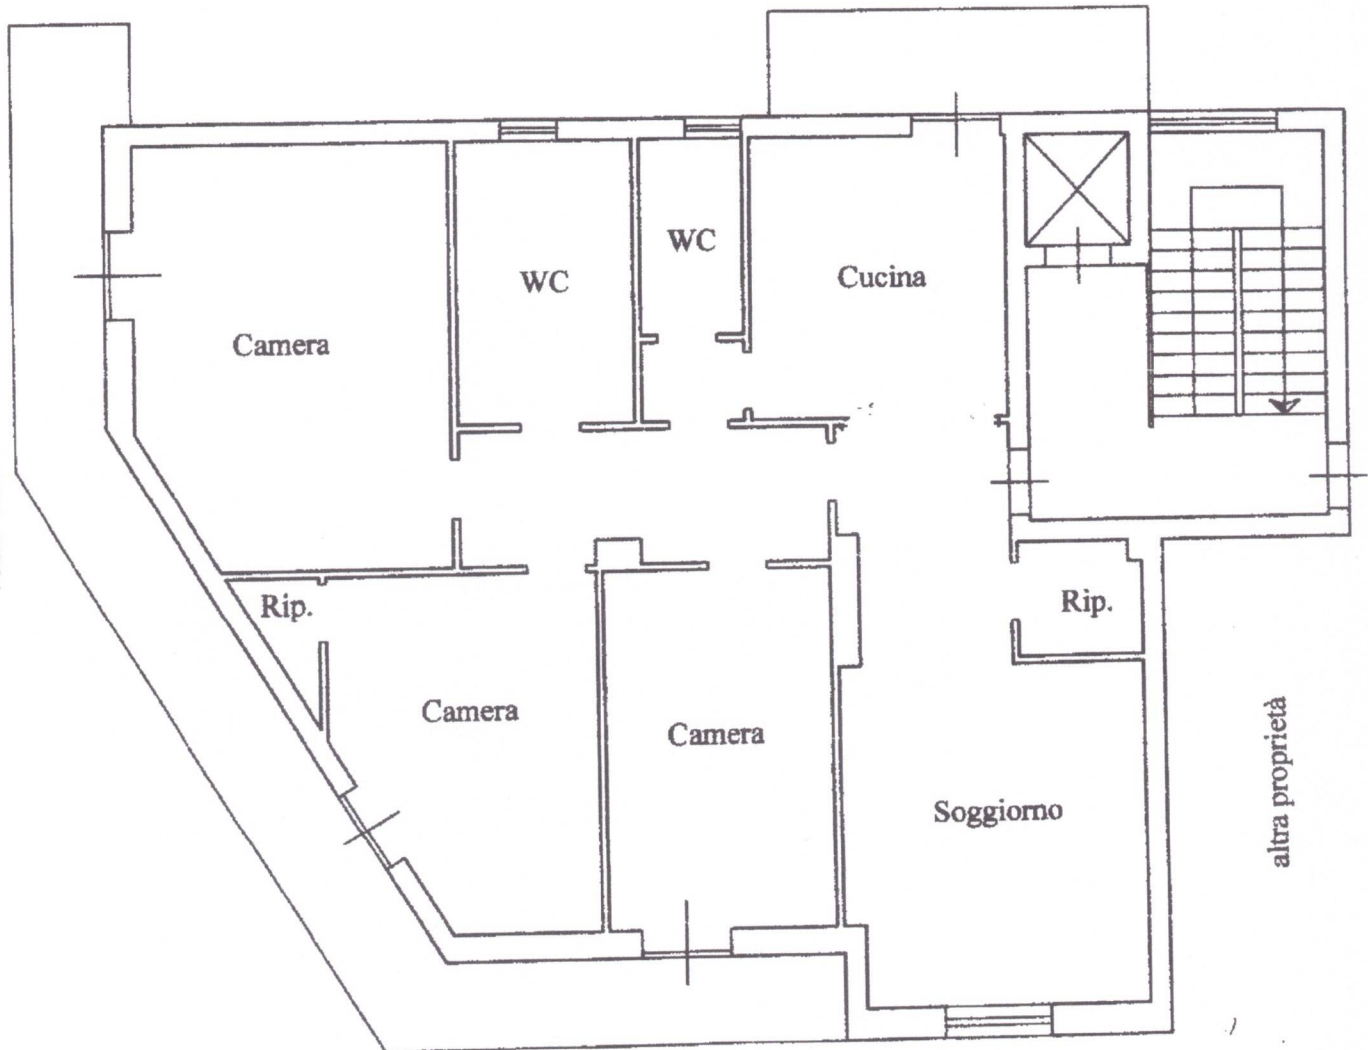 WC
WC
Cucina
Camera
Rip.
Rip.
Camera
Camera
Soggiorno
altra proprietà